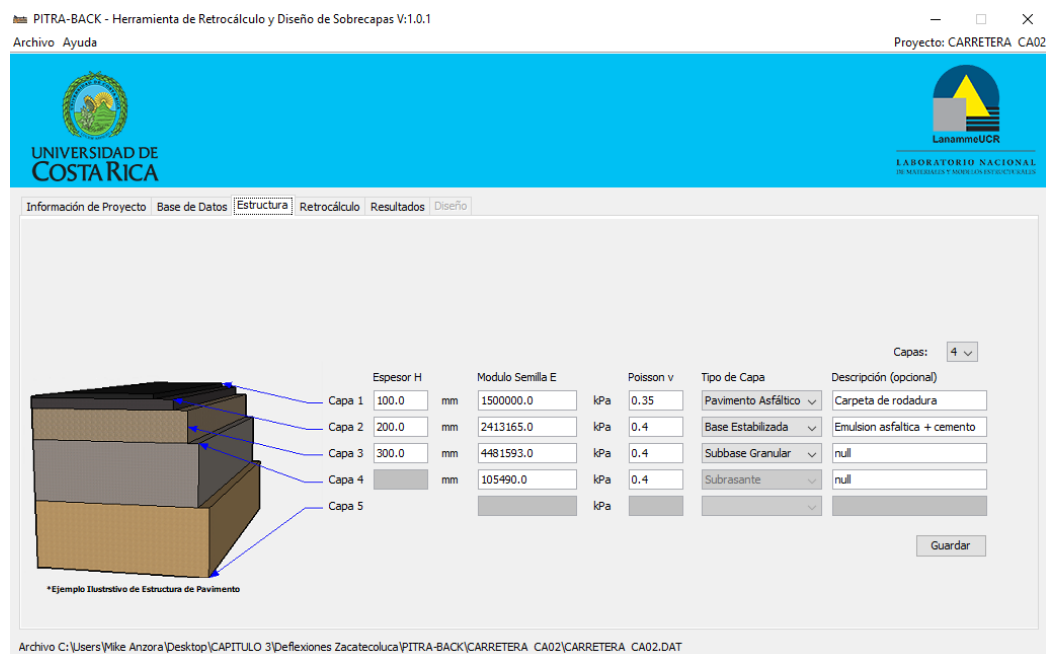 PITRA-BACK - Herramienta de Retrocálculo y Diseño de Sobrecapas V:1.0.1
Archivo Ayuda
Proyecto: CARRETERA CA02
UNIVERSIDAD DE
COSTA RICA
LanammeUCR
LABORATORIO NACIONAL
DE MATERIALES Y MODELOS ESTRUCTURALES
Información de Proyecto Base de Datos Estructura Retrocálculo Resultados Diseño
Capas: 4
Espesor H Modulo Semilla E Poisson v Tipo de Capa Descripción (opcional)
Capa 1 100.0 mm 1500000.0 kPa 0.35 Pavimento Asfáltico Carpeta de rodadura
Capa 2 200.0 mm 2413165.0 kPa 0.4 Base Estabilizada Emulsion asfaltica + cemento
Capa 3 300.0 mm 4481593.0 kPa 0.4 Subbase Granular null
Capa 4 mm 105490.0 kPa 0.4 Subrasante null
Capa 5 kPa
Guardar
*Ejemplo Ilustrstivo de Estructura de Pavimento
Archivo C:\Users\Mike Anzora\Desktop\CAPITULO 3\Deflexiones Zacatecoluca\PITRA-BACK\CARRETERA CA02\CARRETERA CA02.DAT